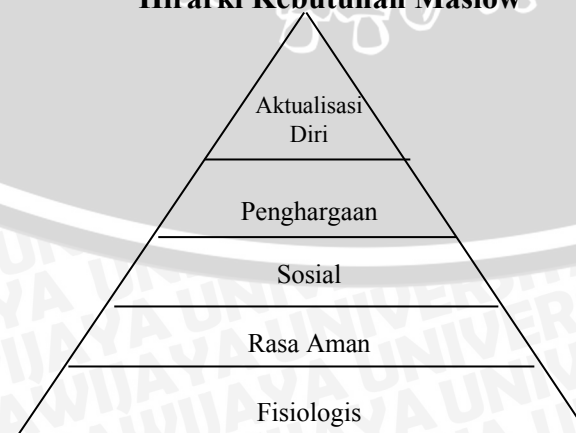 Hirarki Kebutuhan Maslow
Aktualisasi
Diri
Penghargaan
Sosial
Rasa Aman
Fisiologis